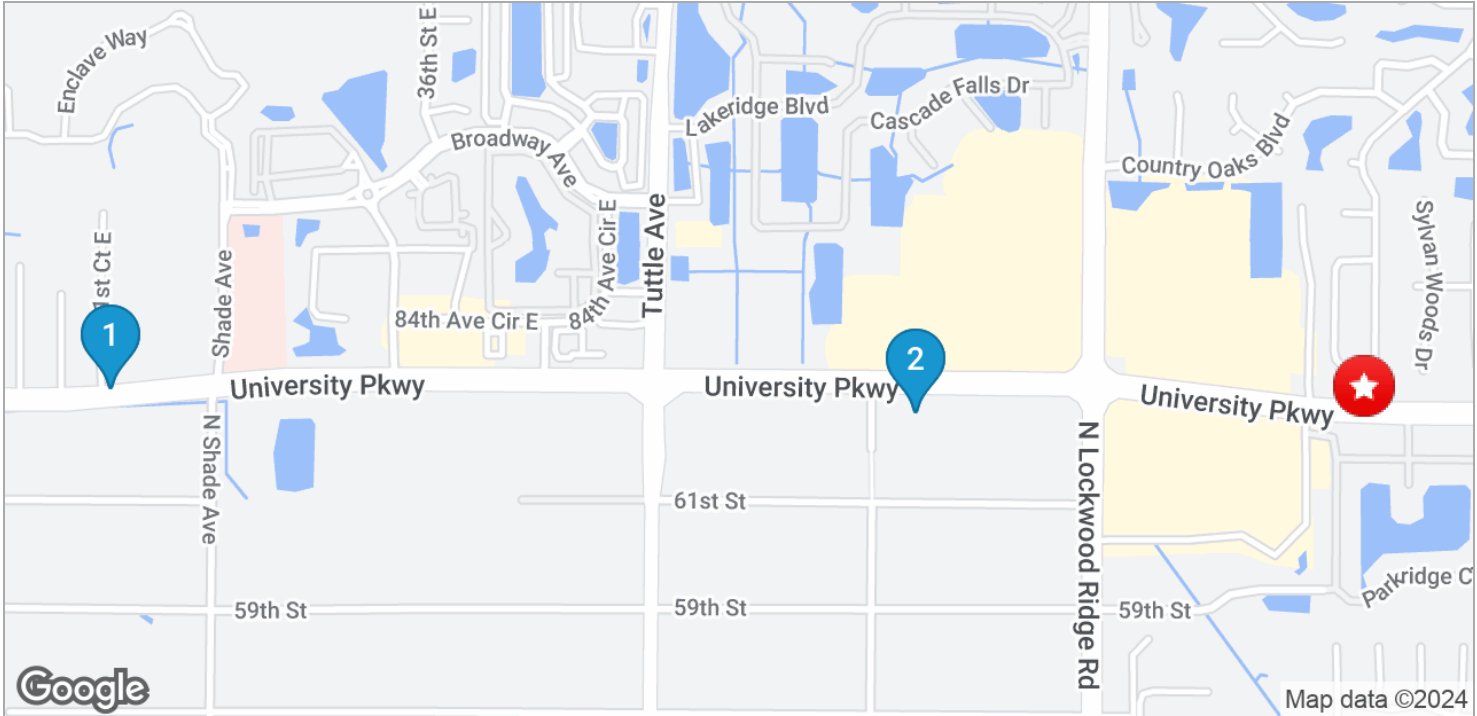 Enclave Way
36th St E
Broadway Ave
Lakeridge Blvd
Cascade Falls Dr
Country Oaks Blvd
Sylvan Woods Dr
Tuttle Ave
84th Ave Cir E
84th Ave Cir E
Shade Ave
1st Ct E
1
2
University Pkwy
University Pkwy
University Pkwy
N Shade Ave
61st St
N Lockwood Ridge Rd
59th St
59th St
59th St
Parkridge C
Google
Map data ©2024